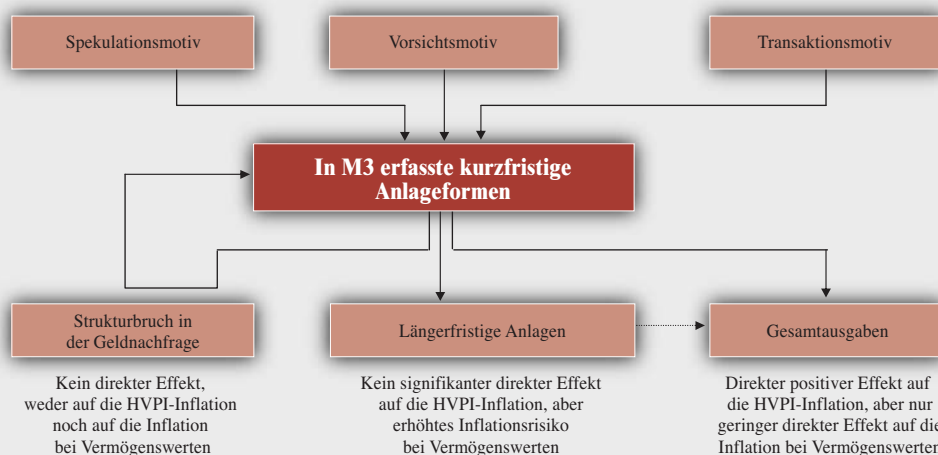 Spekulationsmotiv
Vorsichtsmotiv
Transaktionsmotiv
In M3 erfasste kurzfristige
Anlageformen
Strukturbruch in
der Geldnachfrage
Längerfristige Anlagen
Gesamtausgaben
Kein direkter Effekt,
weder auf die HVPI-Inflation
noch auf die Inflation
bei Vermögenswerten
Kein signifikanter direkter Effekt
auf die HVPI-Inflation, aber
erhöhtes Inflationsrisiko
bei Vermögenswerten
Direkter positiver Effekt auf
die HVPI-Inflation, aber nur
geringer direkter Effekt auf die
Inflation bei Vermögenswerten